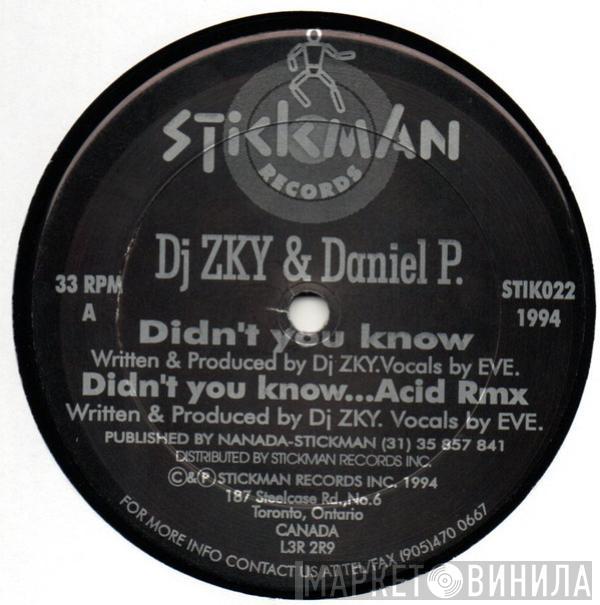 STICKMAN
RECORDS
Dj ZKY & Daniel P.
33 RPM
A
STIK022
1994
Didn't you know
Written & Produced by Dj ZKY.Vocals by EVE.
Didn't you know...Acid Rmx
Written & Produced by Dj ZKY. Vocals by EVE.
PUBLISHED BY NANADA-STICKMAN (31) 35 857 841
DISTRIBUTED BY STICKMAN RECORDS INC.
©&℗ STICKMAN RECORDS INC. 1994
187 Steelcase Rd.,No.6
Toronto, Ontario
CANADA
L3R 2R9
FOR MORE INFO CONTACT US AT TEL/FAX (905)470 0667
МАРКЕТ ВИНИЛА